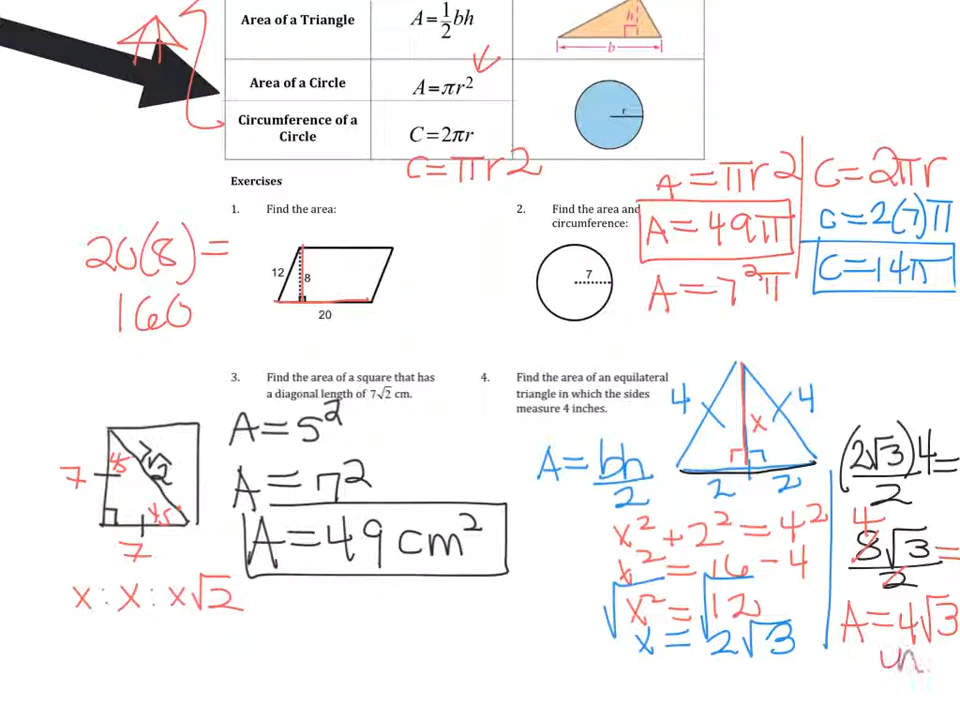 Area of a Triangle
A = 1/2 bh
h
b
Area of a Circle
A = πr²
r
Circumference of a
Circle
C = 2πr
C = πr2
Exercises
1. Find the area:
12
8
20
20(8) =
160
2. Find the area and
circumference:
7
A = πr2
A = 49π
A = 7²π
C = 2πr
C = 2(7)π
C = 14π
3. Find the area of a square that has
a diagonal length of 7√2 cm.
45
7√2
7
45
7
x : x : x√2
A = s²
A = 7²
A = 49 cm²
4. Find the area of an equilateral
triangle in which the sides
measure 4 inches.
4
4
x
2
2
A = bh/2
x² + 2² = 4²
x² = 16 - 4
√x² = √12
x = 2√3
(2√3)4/2 =
4
8√3/2 =
A = 4√3
un